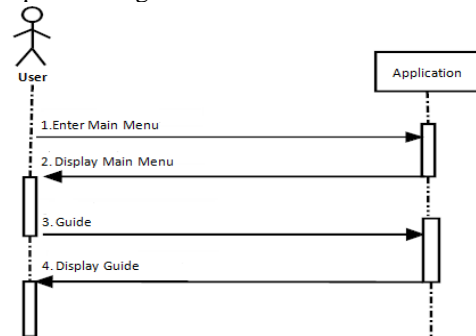 User
Application
1.Enter Main Menu
2. Display Main Menu
3. Guide
4. Display Guide